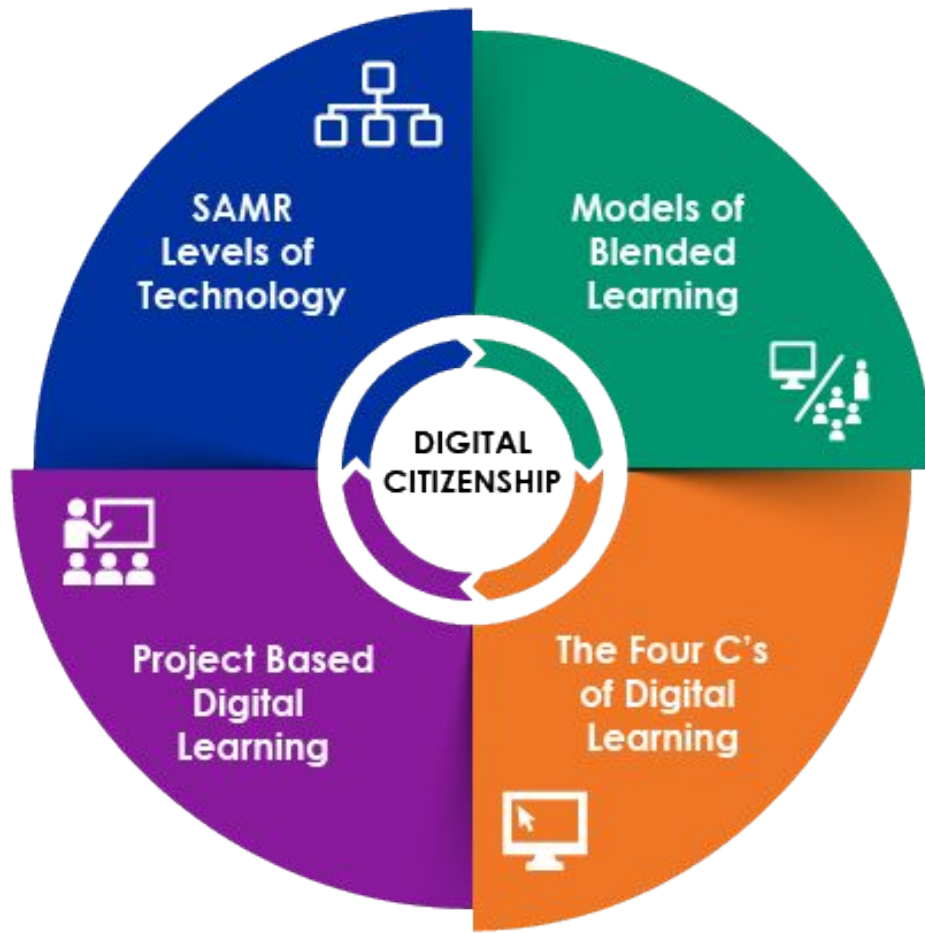 SAMR
Levels of
Technology
Models of
Blended
Learning
DIGITAL
CITIZENSHIP
Project Based
Digital
Learning
The Four C's
of Digital
Learning